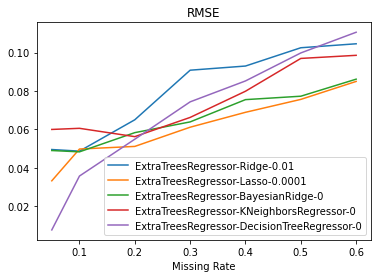 RMSE
0.10
0.08
0.06
0.04
0.02
ExtraTreesRegressor-Ridge-0.01
ExtraTreesRegressor-Lasso-0.0001
ExtraTreesRegressor-BayesianRidge-0
ExtraTreesRegressor-KNeighborsRegressor-0
ExtraTreesRegressor-DecisionTreeRegressor-0
0.1 0.2 0.3 0.4 0.5 0.6
Missing Rate